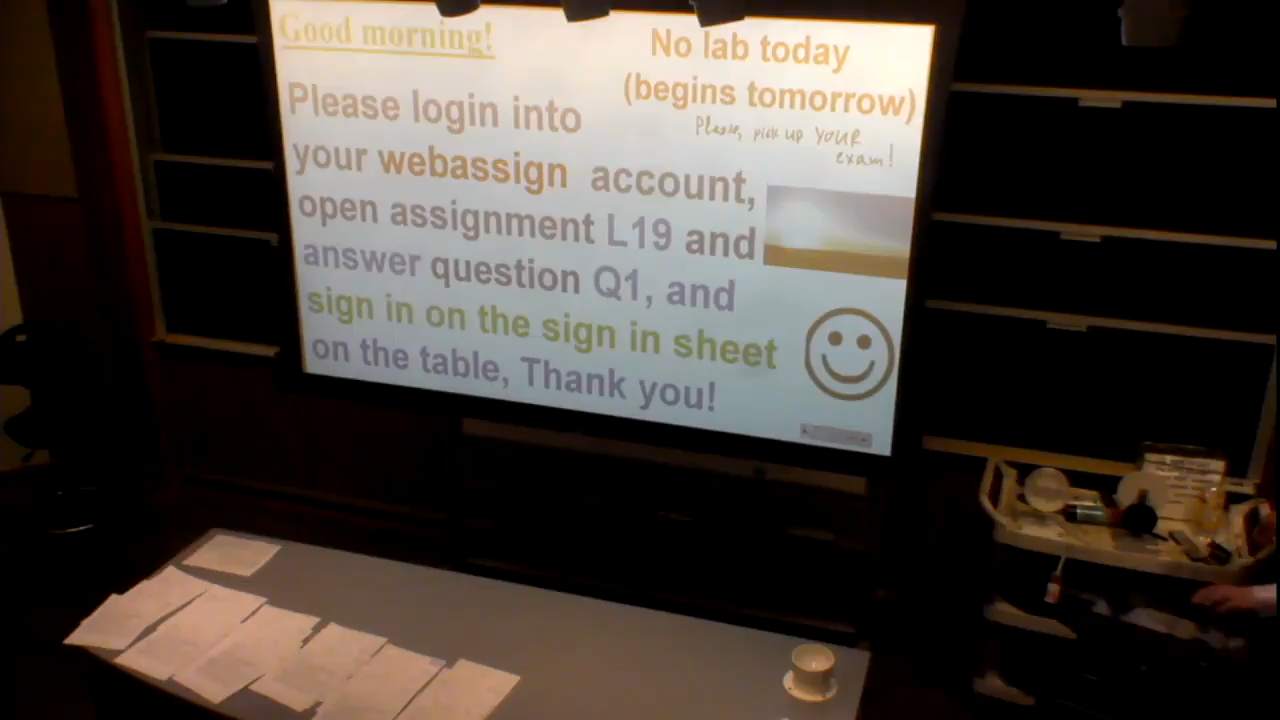 Good morning!
No lab today
(begins tomorrow)
Please, pick up your
exam!
Please login into
your webassign account,
open assignment L19 and
answer question Q1, and
sign in on the sign in sheet
on the table, Thank you!